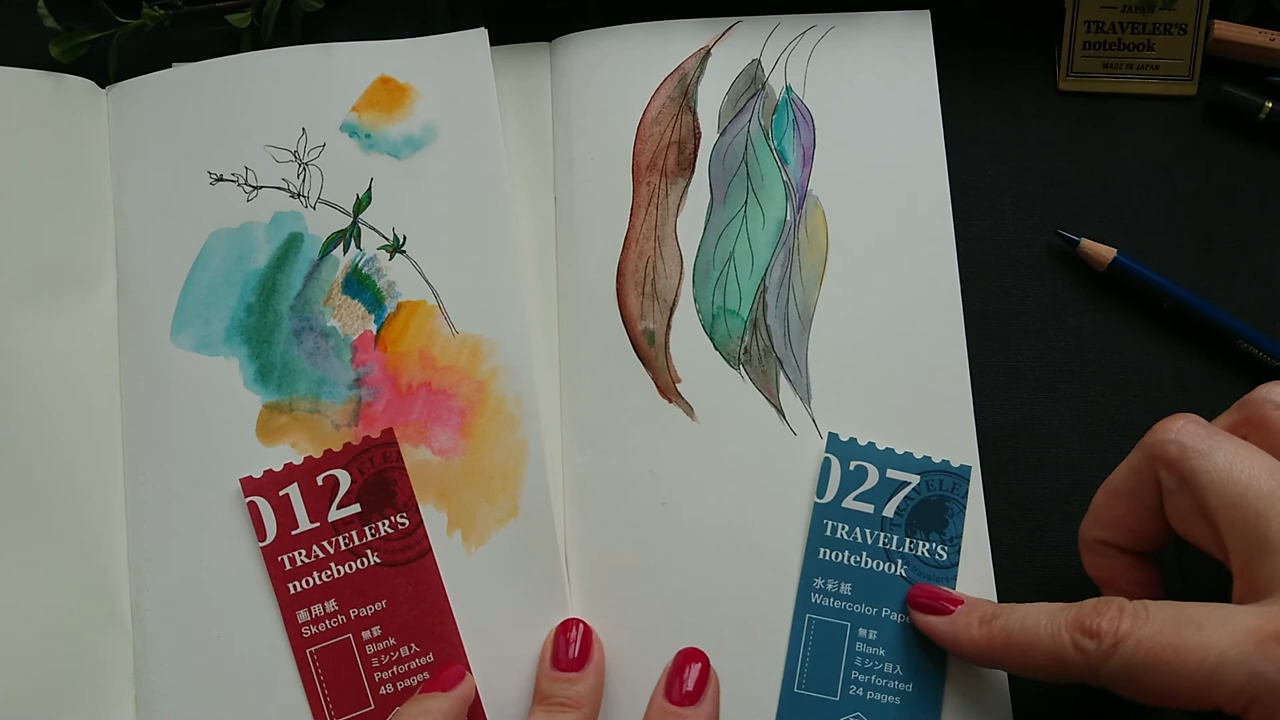 JAPAN
TRAVELER'S
notebook
MADE IN JAPAN
012
TRAVELER'S
notebook
画用紙
Sketch Paper
無罫
Blank
ミシン目入
Perforated
48 pages
027
TRAVELER'S
notebook
水彩紙
Watercolor Pape
無罫
Blank
ミシン目入
Perforated
24 pages